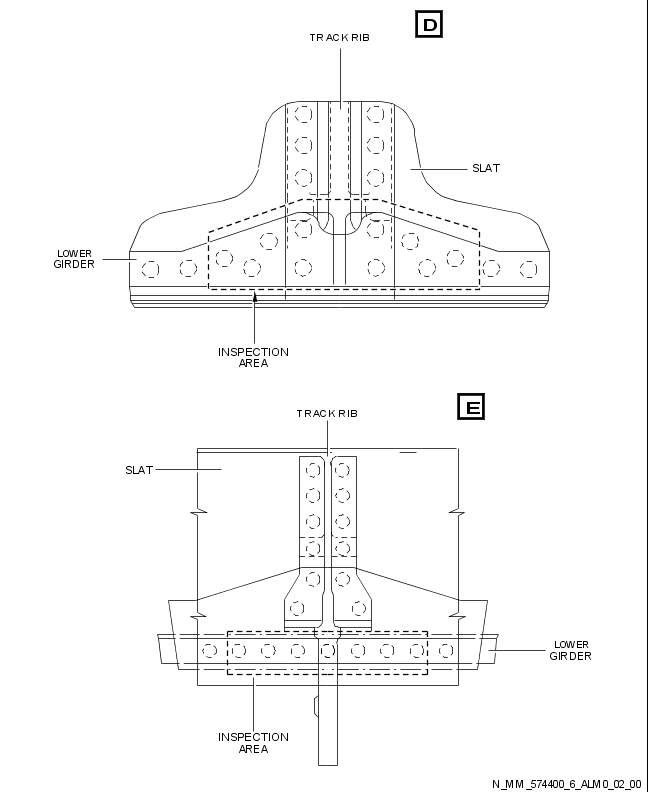 D
TRACK RIB
SLAT
LOWER
GIRDER
INSPECTION
AREA
E
TRACK RIB
SLAT
LOWER
GIRDER
INSPECTION
AREA
N_MM_574400_6_ALM0_02_00